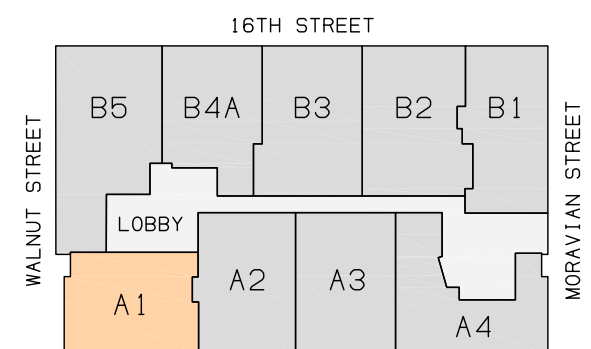 16TH STREET
B5
B4A
B3
B2
B1
WALNUT STREET
MORAVIAN STREET
LOBBY
A1
A2
A3
A4